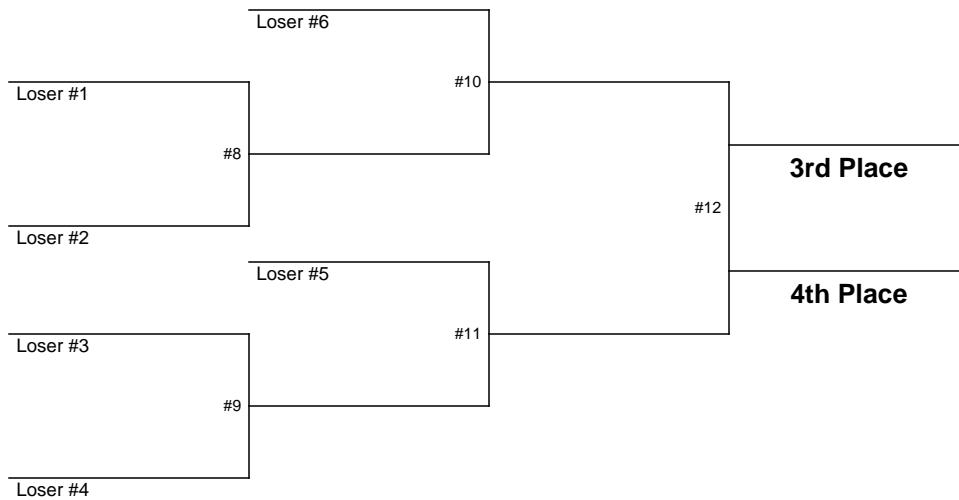 Loser #6
#10
Loser #1
#8
3rd Place
#12
Loser #2
Loser #5
4th Place
#11
Loser #3
#9
Loser #4